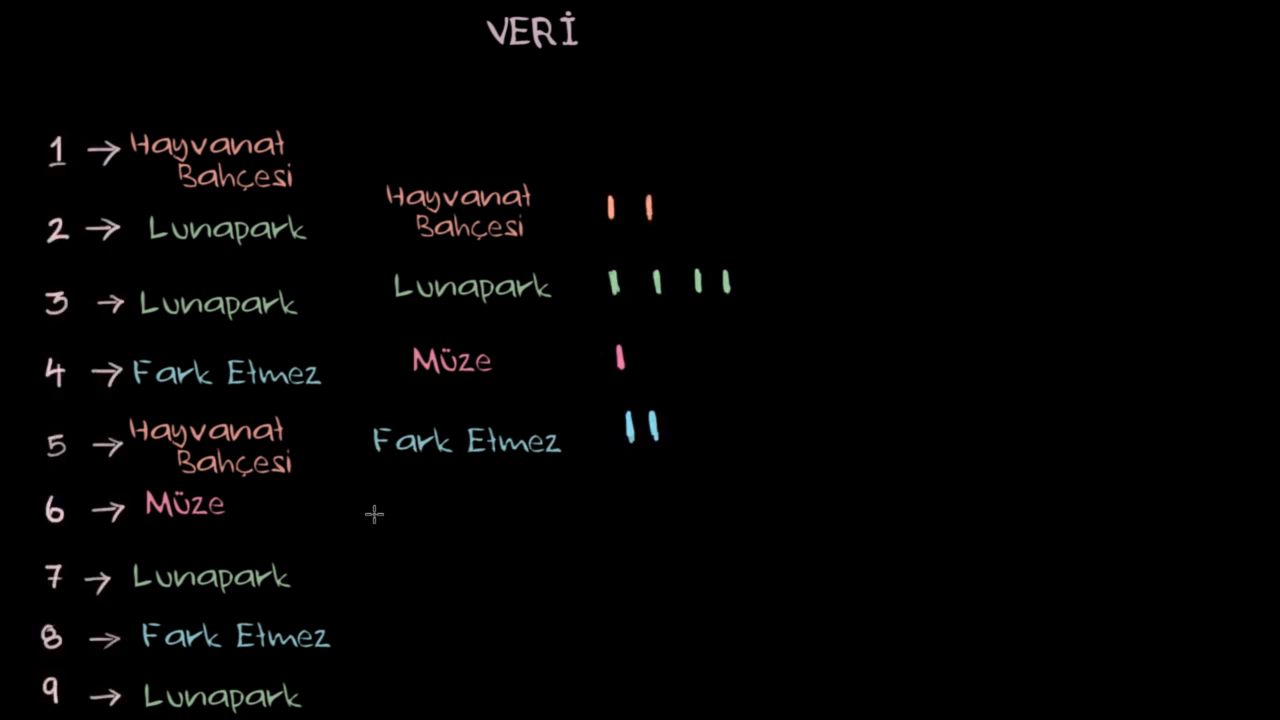 VERİ
1 → Hayvanat
Bahçesi
2 → Lunapark
3 → Lunapark
4 → Fark Etmez
5 → Hayvanat
Bahçesi
6 → Müze
7 → Lunapark
8 → Fark Etmez
9 → Lunapark
Hayvanat
Bahçesi | |
Lunapark | | | |
Müze |
Fark Etmez | |